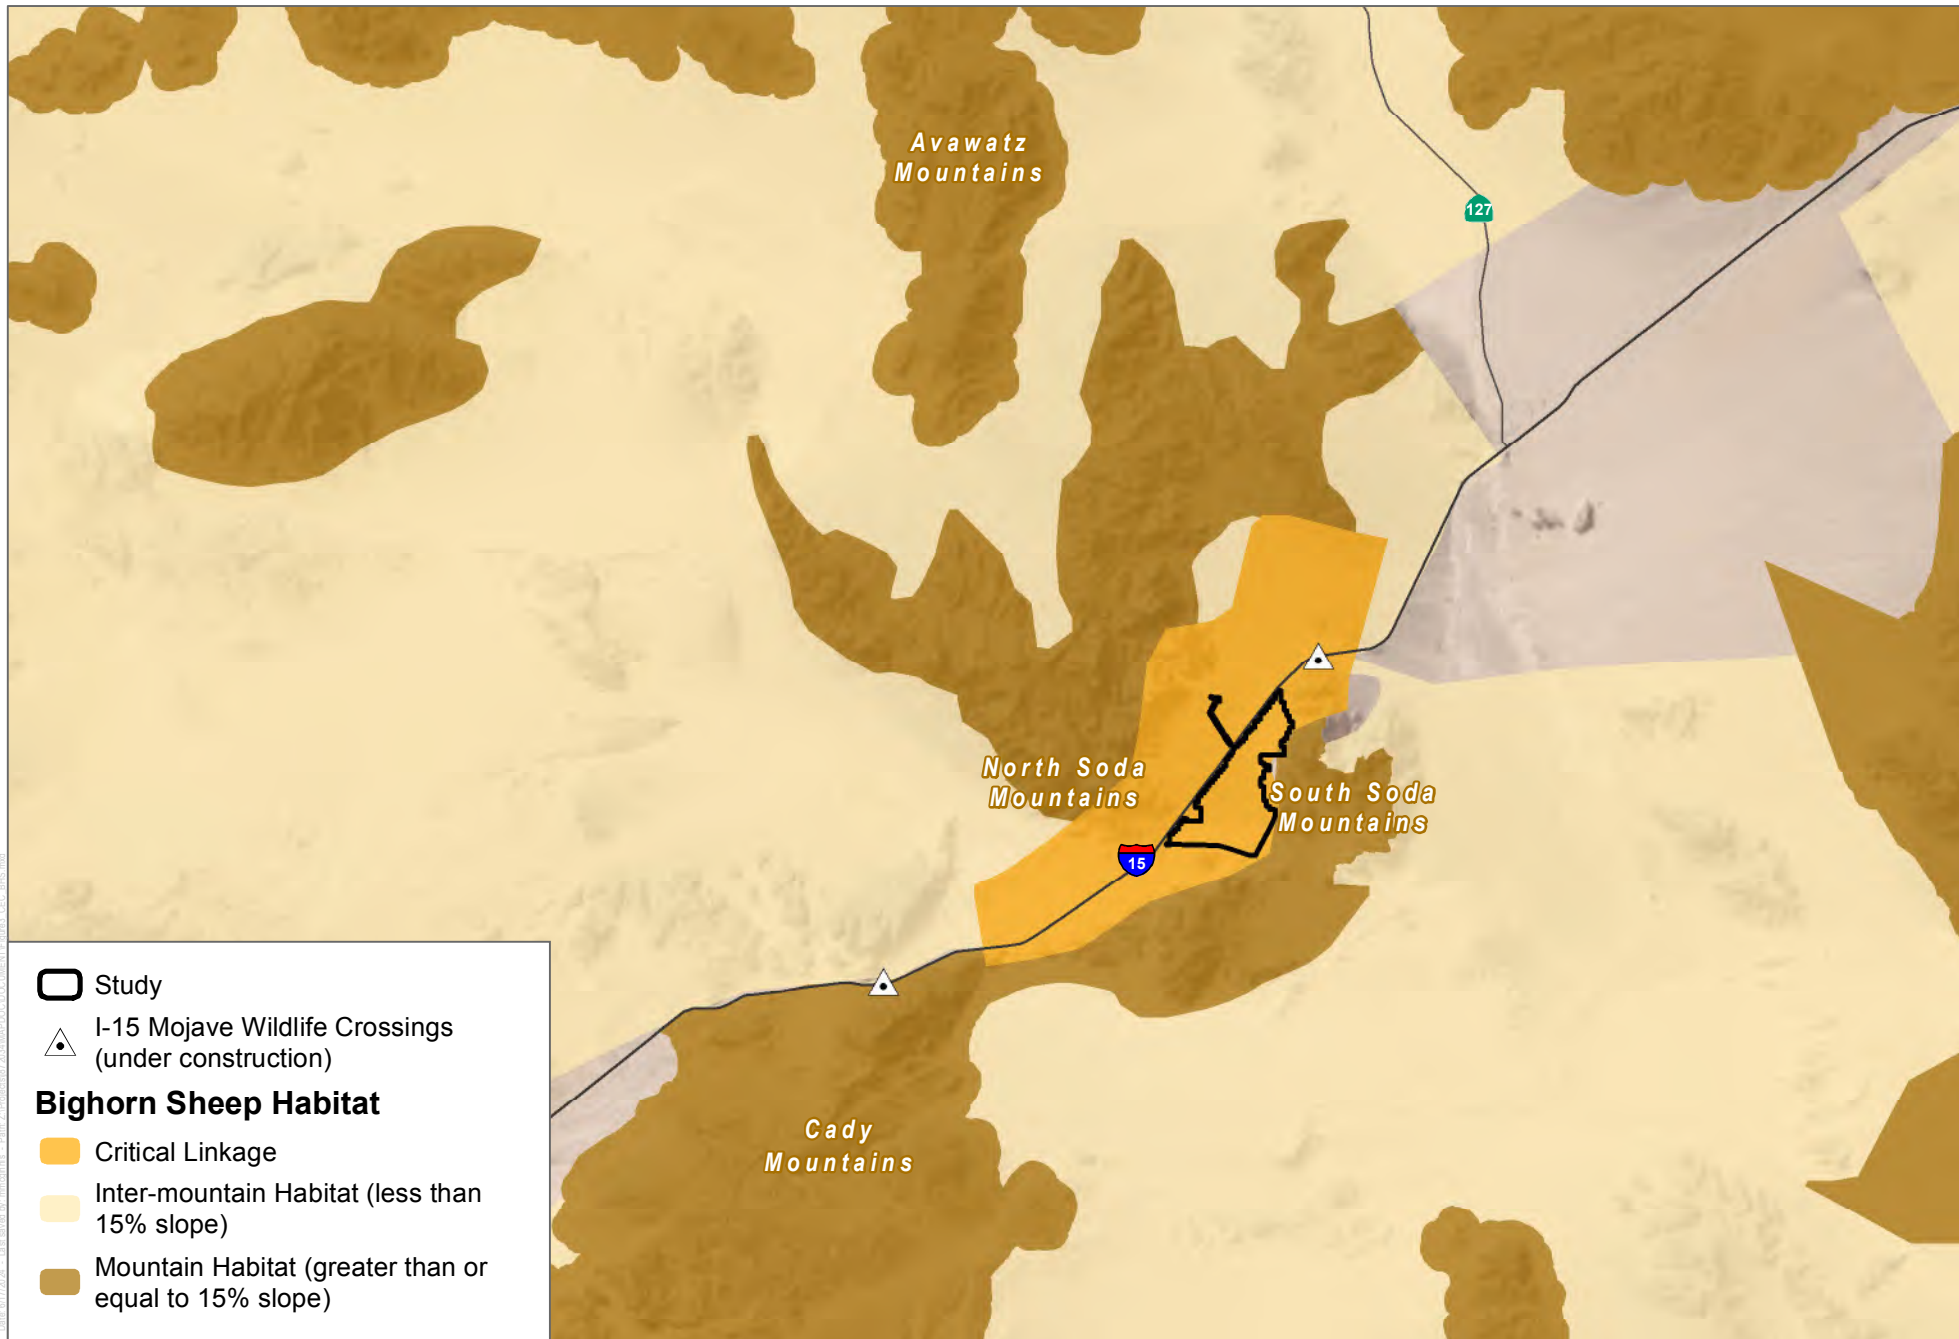 Avawatz
Mountains
127
North Soda
Mountains
South Soda
Mountains
15
Cady
Mountains
Study
I-15 Mojave Wildlife Crossings
(under construction)
Bighorn Sheep Habitat
Critical Linkage
Inter-mountain Habitat (less than
15% slope)
Mountain Habitat (greater than or
equal to 15% slope)